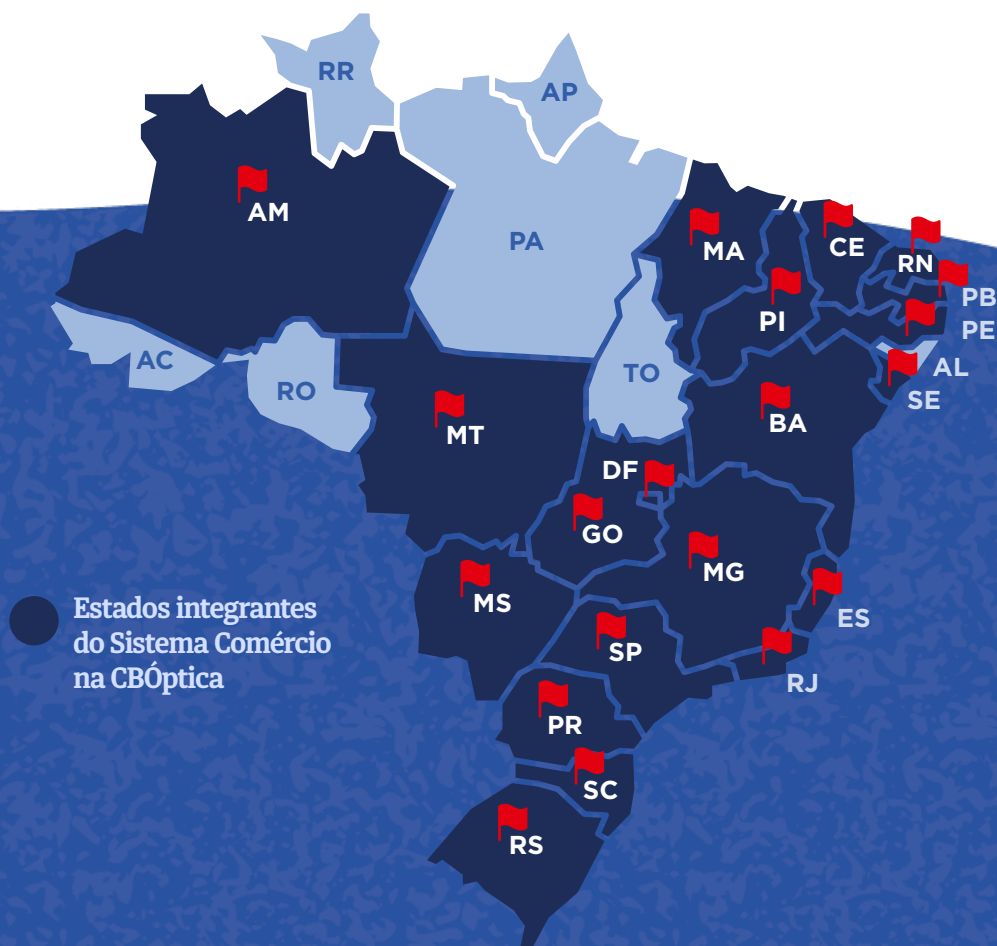 RR
AP
AM
PA
MA
CE
RN
PB
PI
PE
AC
TO
AL
RO
SE
BA
MT
DF
GO
MG
MS
ES
Estados integrantes
do Sistema Comércio
na CBÓptica
SP
RJ
PR
SC
RS